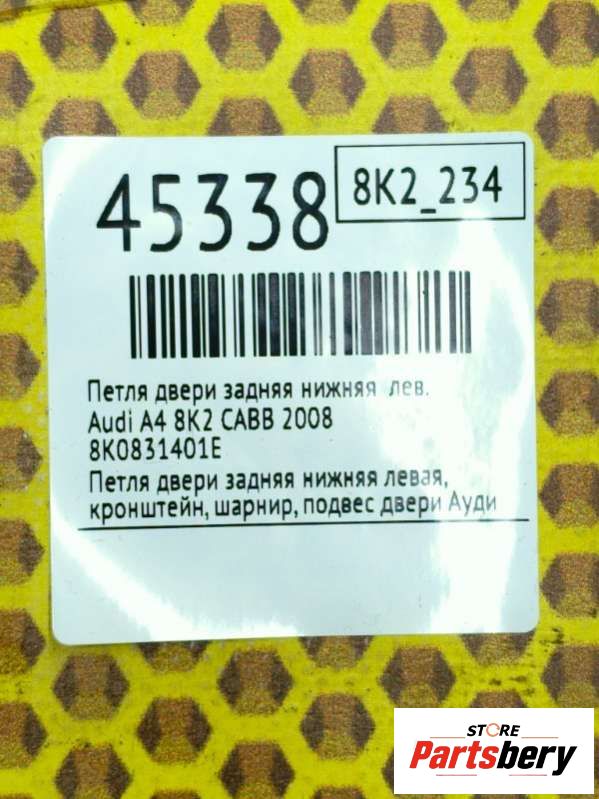 45338
8K2_234
Петля двери задняя нижняя лев.
Audi A4 8K2 CABB 2008
8K0831401E
Петля двери задняя нижняя левая,
кронштейн, шарнир, подвес двери Ауди
STORE
Partsbery